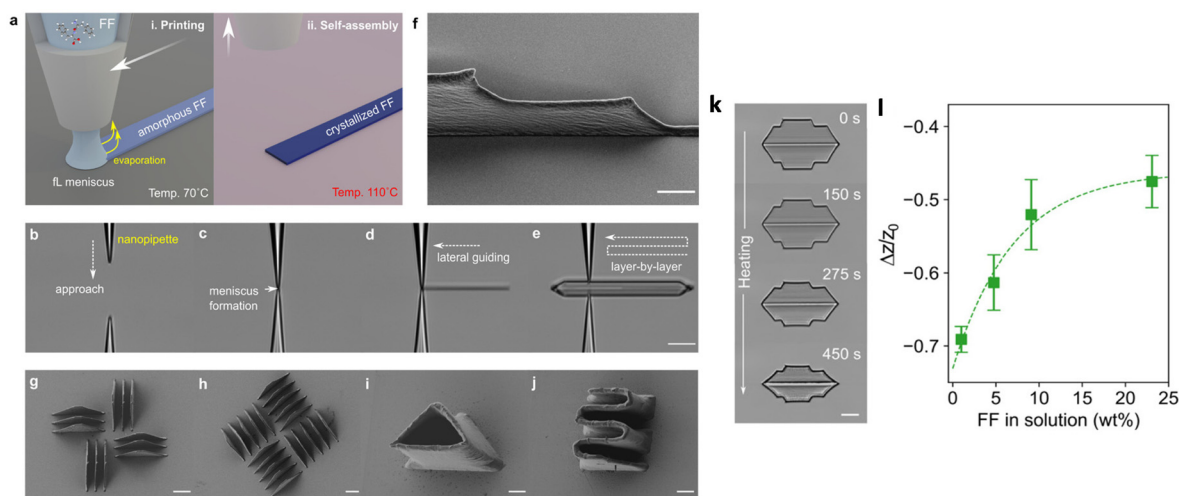 a
FF
i. Printing
amorphous FF
evaporation
fL meniscus
Temp. 70°C
ii. Self-assembly
crystallized FF
Temp. 110°C
f
b
nanopipette
approach
c
meniscus
formation
d
lateral guiding
e
layer-by-layer
g
h
i
j
k
0 s
150 s
275 s
450 s
Heating
l
Δz/z0
−0.4
−0.5
−0.6
−0.7
0 5 10 15 20 25
FF in solution (wt%)